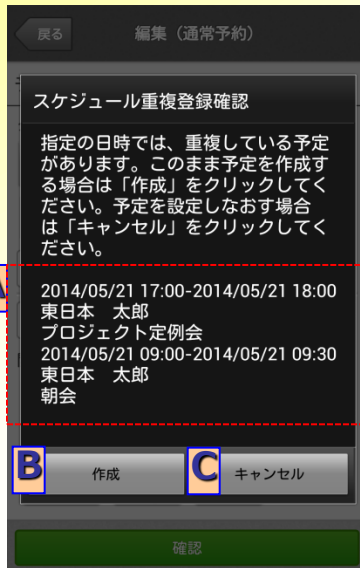 戻る
編集（通常予約）
スケジュール重複登録確認
指定の日時では、重複している予定
があります。このまま予定を作成す
る場合は「作成」をクリックしてく
ださい。予定を設定しなおす場合
は「キャンセル」をクリックしてく
ださい。
A
2014/05/21 17:00-2014/05/21 18:00
東日本　太郎
プロジェクト定例会
2014/05/21 09:00-2014/05/21 09:30
東日本　太郎
朝会
B
作成
C
キャンセル
確認